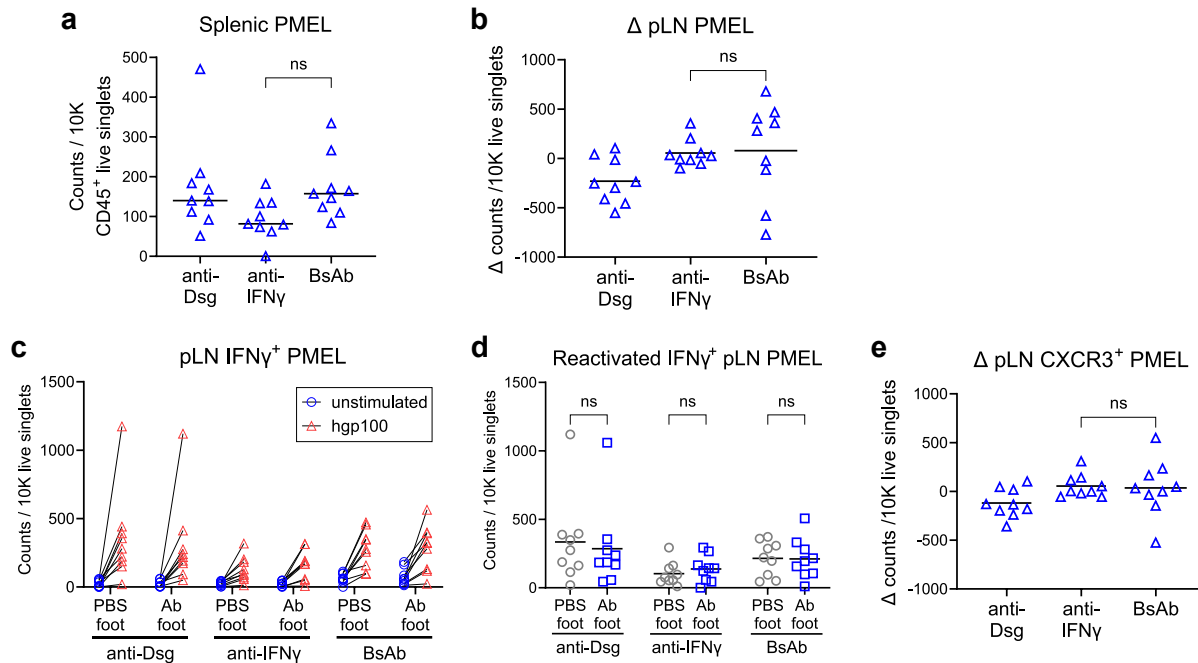 a
Splenic PMEL
Counts / 10K
CD45⁺ live singlets
500
400
300
200
100
0
ns
anti-
Dsg
anti-
IFNγ
BsAb
b
Δ pLN PMEL
Δ counts /10K live singlets
1000
500
0
-500
-1000
ns
anti-
Dsg
anti-
IFNγ
BsAb
c
pLN IFNγ⁺ PMEL
Counts / 10K live singlets
1500
1000
500
0
unstimulated
hgp100
PBS
foot
Ab
foot
PBS
foot
Ab
foot
PBS
foot
Ab
foot
anti-Dsg
anti-IFNγ
BsAb
d
Reactivated IFNγ⁺ pLN PMEL
Counts / 10K live singlets
1500
1000
500
0
ns
ns
ns
PBS
foot
Ab
foot
PBS
foot
Ab
foot
PBS
foot
Ab
foot
anti-Dsg
anti-IFNγ
BsAb
e
Δ pLN CXCR3⁺ PMEL
Δ counts /10K live singlets
1000
500
0
-500
-1000
ns
anti-
Dsg
anti-
IFNγ
BsAb